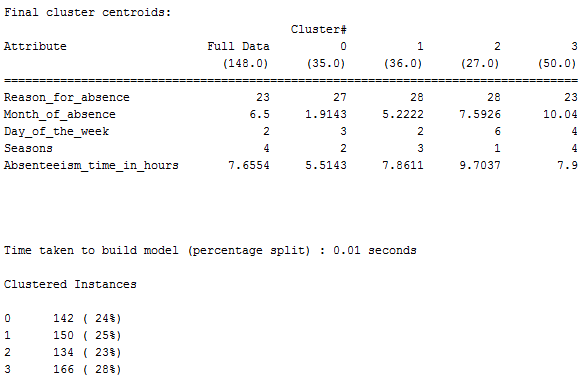 Final cluster centroids:
Cluster#
Attribute Full Data 0 1 2 3
(148.0) (35.0) (36.0) (27.0) (50.0)
================================================================================
Reason_for_absence 23 27 28 28 23
Month_of_absence 6.5 1.9143 5.2222 7.5926 10.04
Day_of_the_week 2 3 2 6 4
Seasons 4 2 3 1 4
Absenteeism_time_in_hours 7.6554 5.5143 7.8611 9.7037 7.9
Time taken to build model (percentage split) : 0.01 seconds
Clustered Instances
0 142 ( 24%)
1 150 ( 25%)
2 134 ( 23%)
3 166 ( 28%)